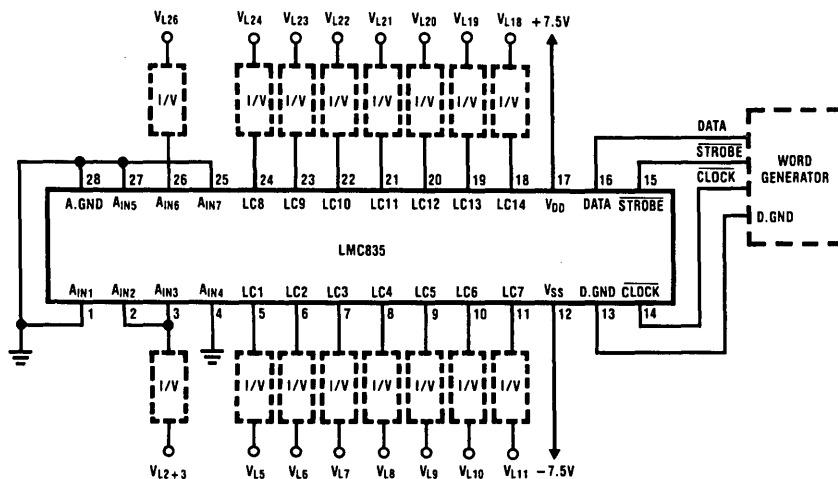 VL26 VL24 VL23 VL22 VL21 VL20 VL19 VL18 +7.5V
I/V I/V I/V I/V I/V I/V I/V I/V
DATA
STROBE
CLOCK
WORD
GENERATOR
D.GND
28 27 26 25 24 23 22 21 20 19 18 17 16 15
A.GND AIN5 AIN6 AIN7 LC8 LC9 LC10 LC11 LC12 LC13 LC14 VDD DATA STROBE
LMC835
AIN1 AIN2 AIN3 AIN4 LC1 LC2 LC3 LC4 LC5 LC6 LC7 VSS D.GND CLOCK
1 2 3 4 5 6 7 8 9 10 11 12 13 14
I/V I/V I/V I/V I/V I/V I/V I/V
VL2+3 VL5 VL6 VL7 VL8 VL9 VL10 VL11 −7.5V